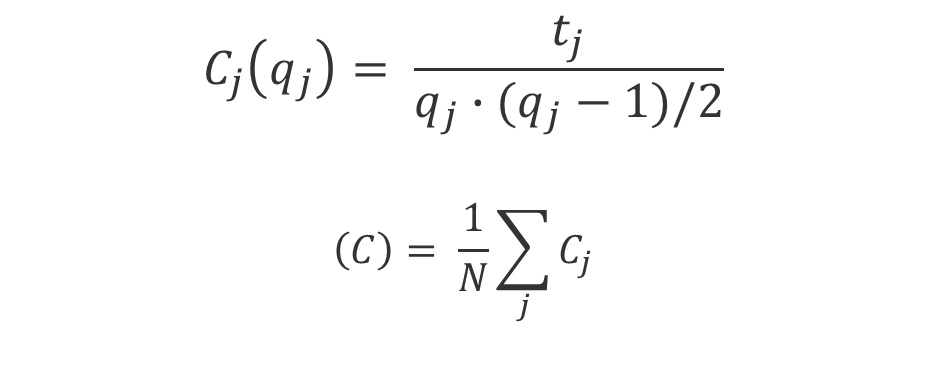 C_j(q_j) = t_j / (q_j · (q_j − 1)/2)
(C) = 1/N ∑_j C_j